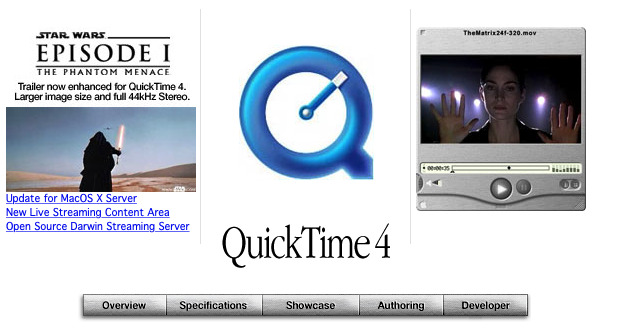 STAR WARS
EPISODE I
THE PHANTOM MENACE
Trailer now enhanced for QuickTime 4.
Larger image size and full 44kHz Stereo.
Update for MacOS X Server
New Live Streaming Content Area
Open Source Darwin Streaming Server
QuickTime 4
TheMatrix24f-320.mov
00:00:35
Overview
Specifications
Showcase
Authoring
Developer